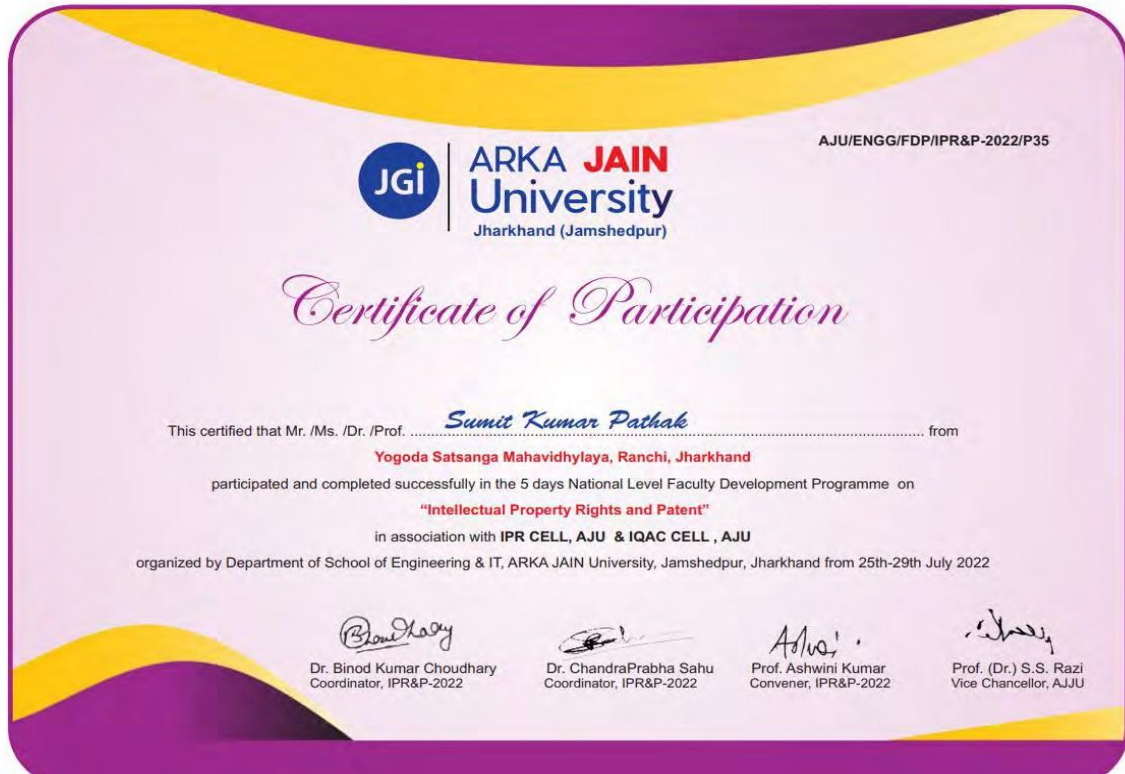 AJU/ENGG/FDP/IPR&P-2022/P35
JGi
ARKA JAIN
University
Jharkhand (Jamshedpur)
Certificate of Participation
This certified that Mr. /Ms. /Dr. /Prof. Sumit Kumar Pathak from
Yogoda Satsanga Mahavidhylaya, Ranchi, Jharkhand
participated and completed successfully in the 5 days National Level Faculty Development Programme on
“Intellectual Property Rights and Patent”
in association with IPR CELL, AJU & IQAC CELL , AJU
organized by Department of School of Engineering & IT, ARKA JAIN University, Jamshedpur, Jharkhand from 25th-29th July 2022
Dr. Binod Kumar Choudhary
Coordinator, IPR&P-2022
Dr. ChandraPrabha Sahu
Coordinator, IPR&P-2022
Prof. Ashwini Kumar
Convener, IPR&P-2022
Prof. (Dr.) S.S. Razi
Vice Chancellor, AJJU